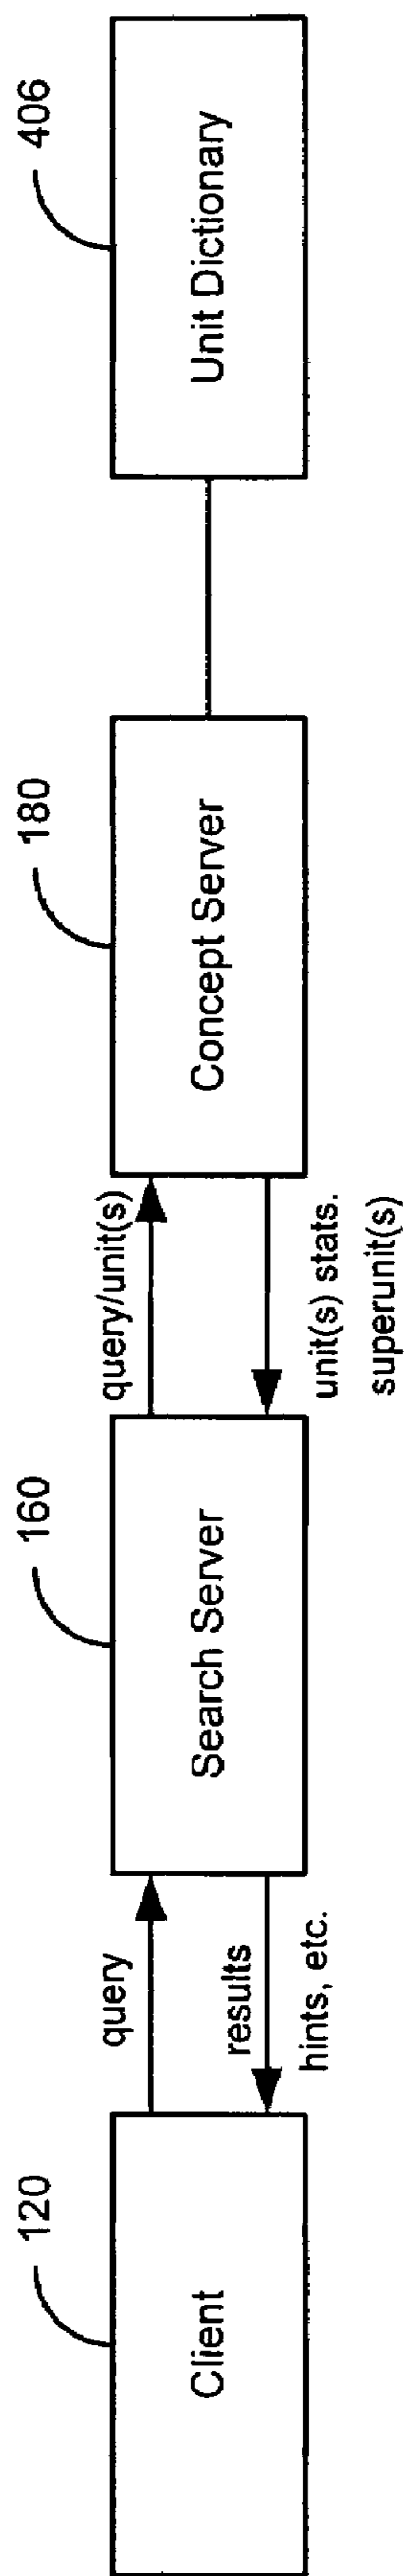 120
Client
query
results
hints, etc.
160
Search Server
query/unit(s)
unit(s) stats.
superunit(s)
180
Concept Server
406
Unit Dictionary